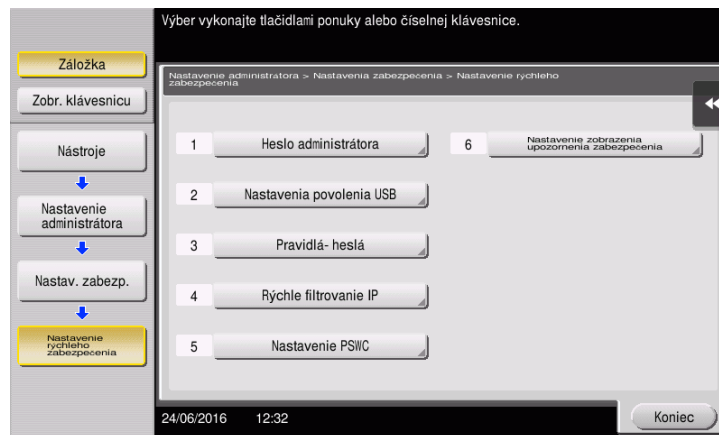 Výber vykonajte tlačidlami ponuky alebo číselnej klávesnice.
Záložka
Zobr. klávesnicu
Nástroje
Nastavenie
administrátora
Nastav. zabezp.
Nastavenie
rýchleho
zabezpečenia
Nastavenie administrátora > Nastavenia zabezpečenia > Nastavenie rýchleho
zabezpečenia
1 Heslo administrátora
2 Nastavenia povolenia USB
3 Pravidlá- heslá
4 Rýchle filtrovanie IP
5 Nastavenie PSWC
6 Nastavenie zobrazenia
upozornenia zabezpečenia
24/06/2016 12:32
Koniec